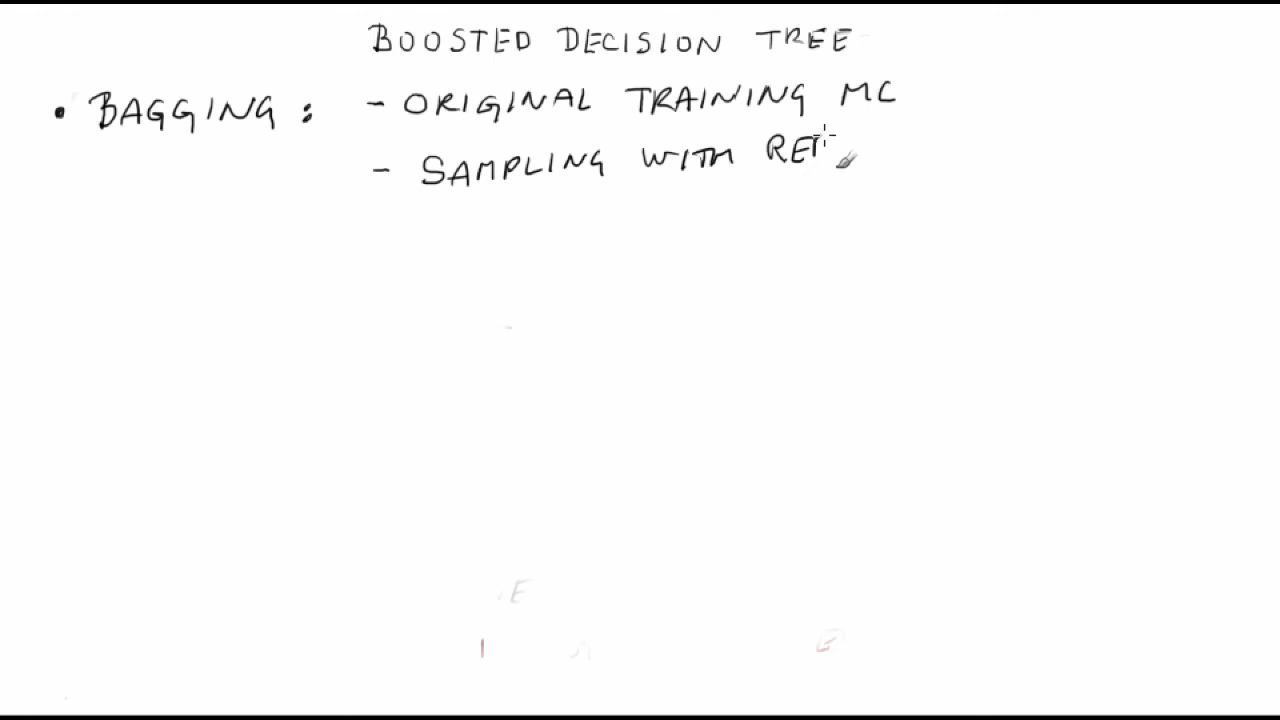 BOOSTED DECISION TREE
• BAGGING: - ORIGINAL TRAINING MC
- SAMPLING WITH